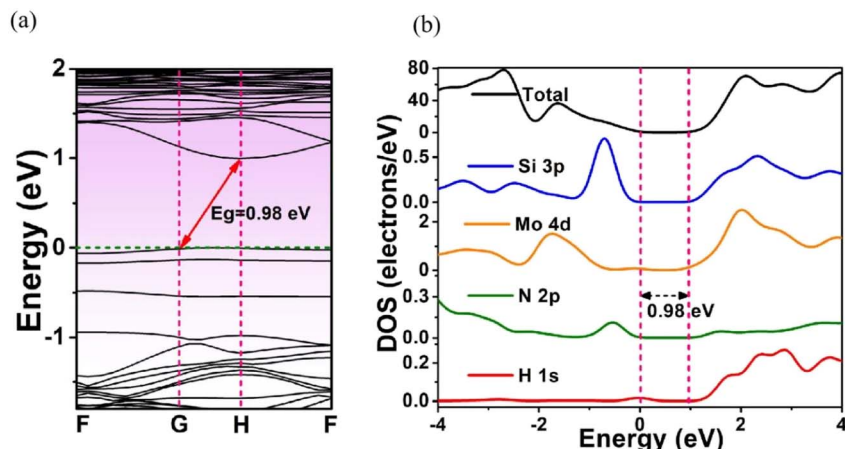 (a)
2
1
0
-1
Energy (eV)
Eg=0.98 eV
F G H F
(b)
80
40
0
Total
0.5
0.0
Si 3p
2
0
Mo 4d
0.3
0.0
N 2p
0.98 eV
0.2
0.0
H 1s
DOS (electrons/eV)
-4 -2 0 2 4
Energy (eV)